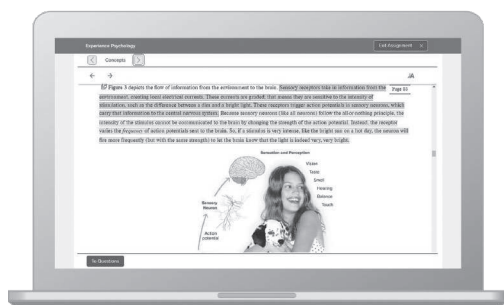 Experience Psychology
Exit Assignment ×
< Concepts >
← →
Figure 3 depicts the flow of information from the environment to the brain. Sensory receptors take in information from the
Page 93
environment, creating local electrical currents. These currents are graded; that means they are sensitive to the intensity of
stimulation, such as the difference between a dim and a bright light. These receptors trigger action potentials in sensory neurons, which
carry that information to the central nervous system. Because sensory neurons (like all neurons) follow the all-or-nothing principle, the
intensity of the stimulus cannot be communicated to the brain by changing the strength of the action potential. Instead, the receptor
varies the frequency of action potentials sent to the brain. So, if a stimulus is very intense, like the bright sun on a hot day, the neuron will
fire more frequently (but with the same strength) to let the brain know that the light is indeed very, very bright.
Sensation and Perception
Vision
Taste
Smell
Hearing
Balance
Touch
Sensory
Neuron
Action
potential
To Questions